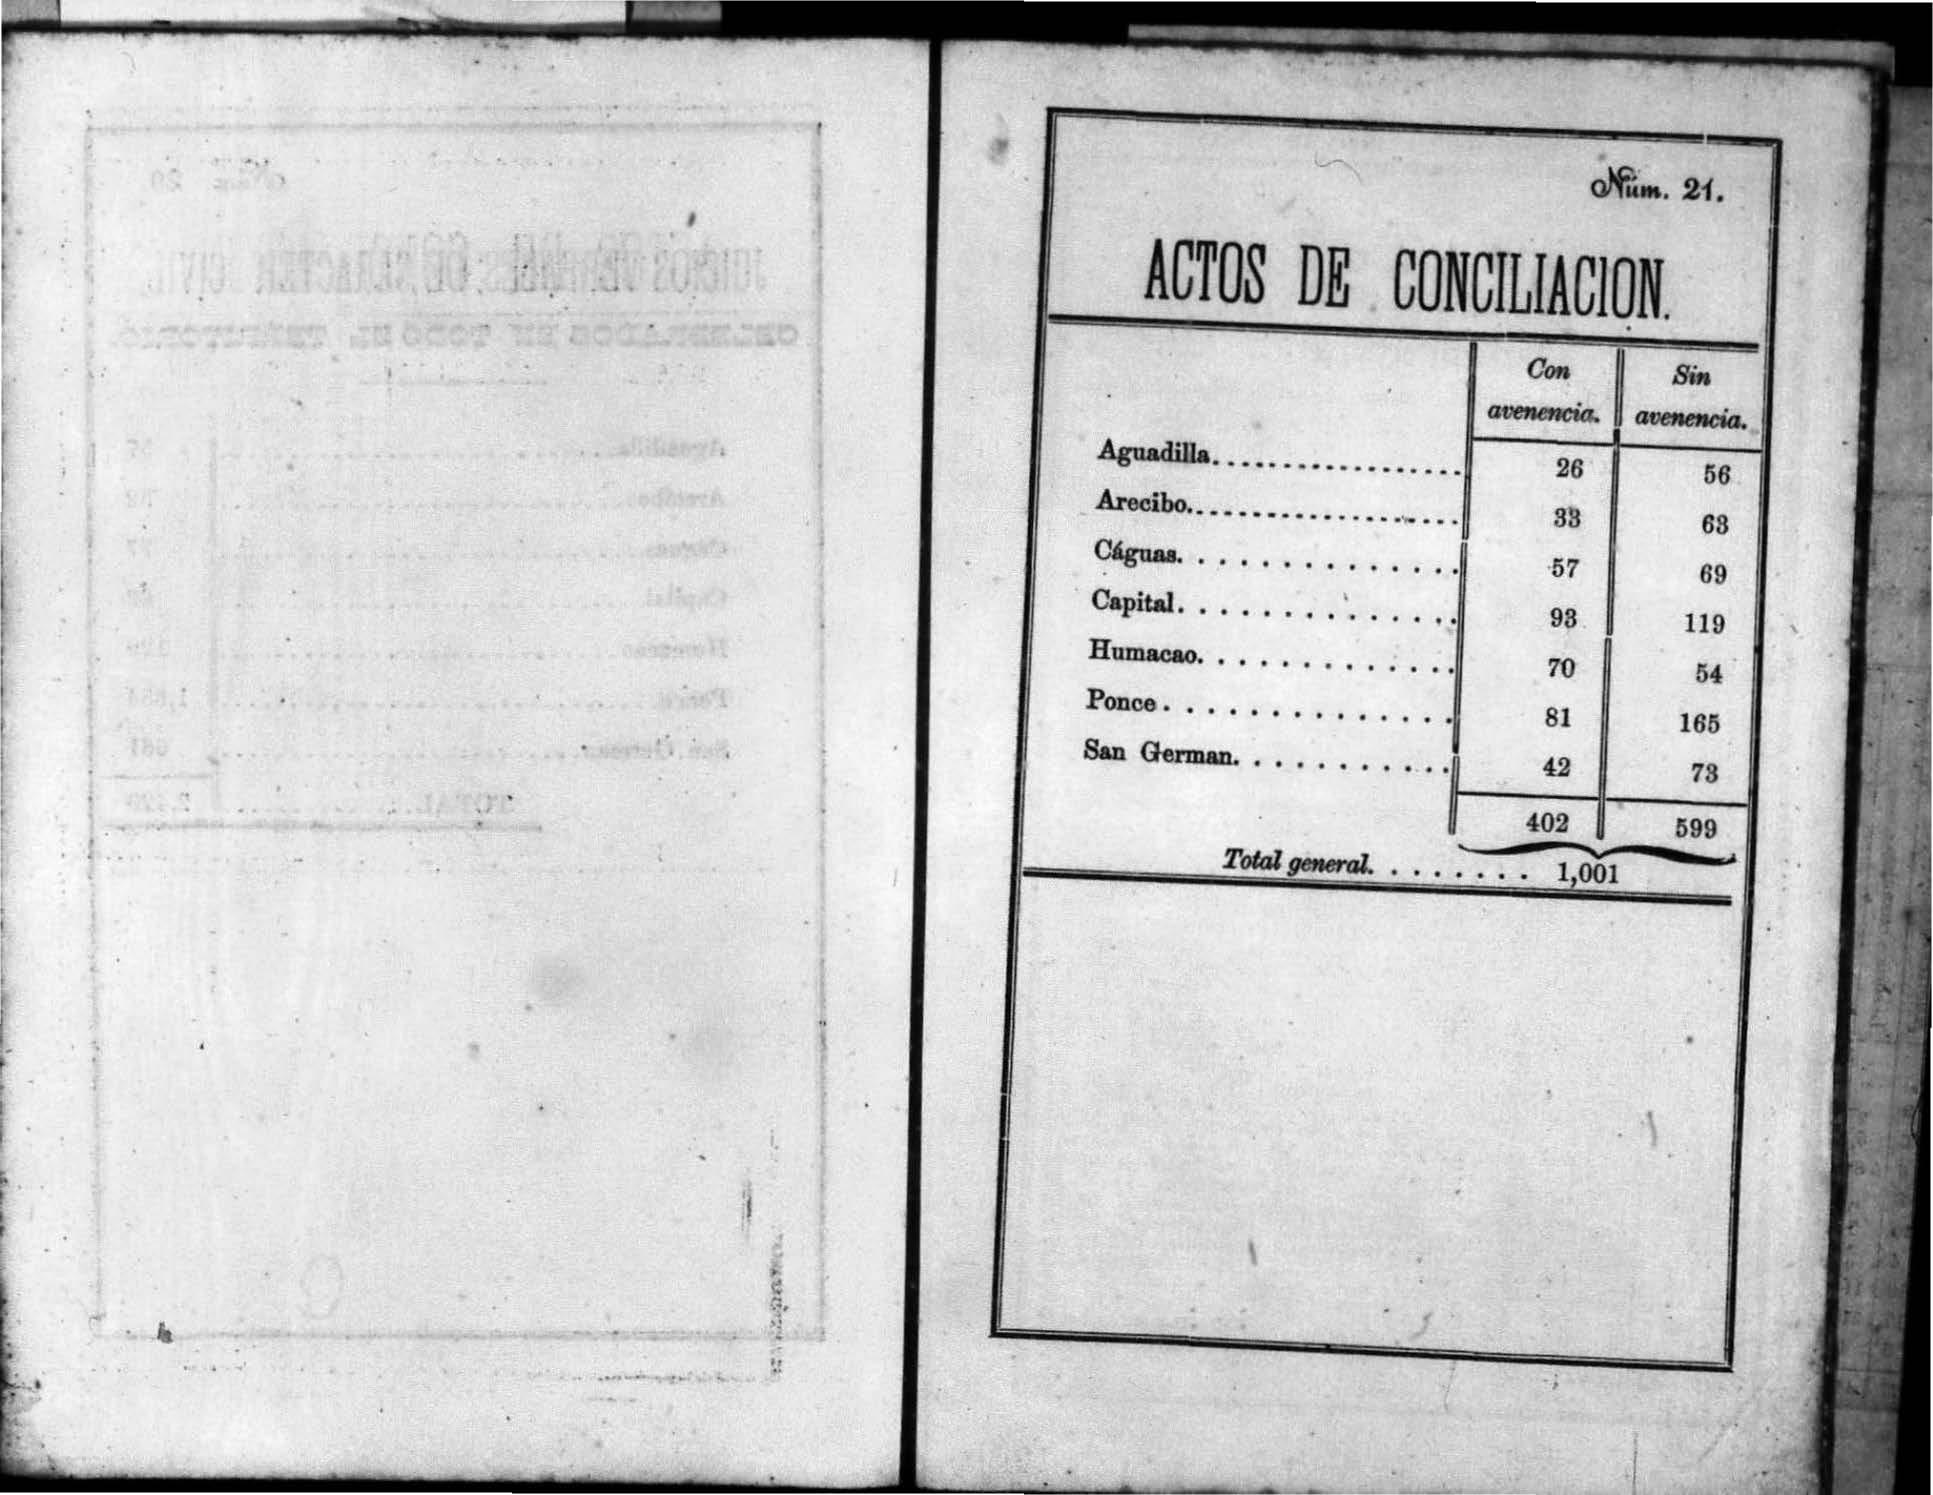 Núm. 21.
ACTOS DE CONCILIACION.
Con avenencia. Sin avenencia.
Aguadilla.................. 26 56
Arecibo................... 33 63
Cáguas. . . . . . . . . . . . . . 57 69
Capital. . . . . . . . . . . . . . 93 119
Humacao. . . . . . . . . . . . . 70 54
Ponce . . . . . . . . . . . . . . 81 165
San German. . . . . . . . . . . 42 73
402 599
Total general. . . . . . . . 1,001